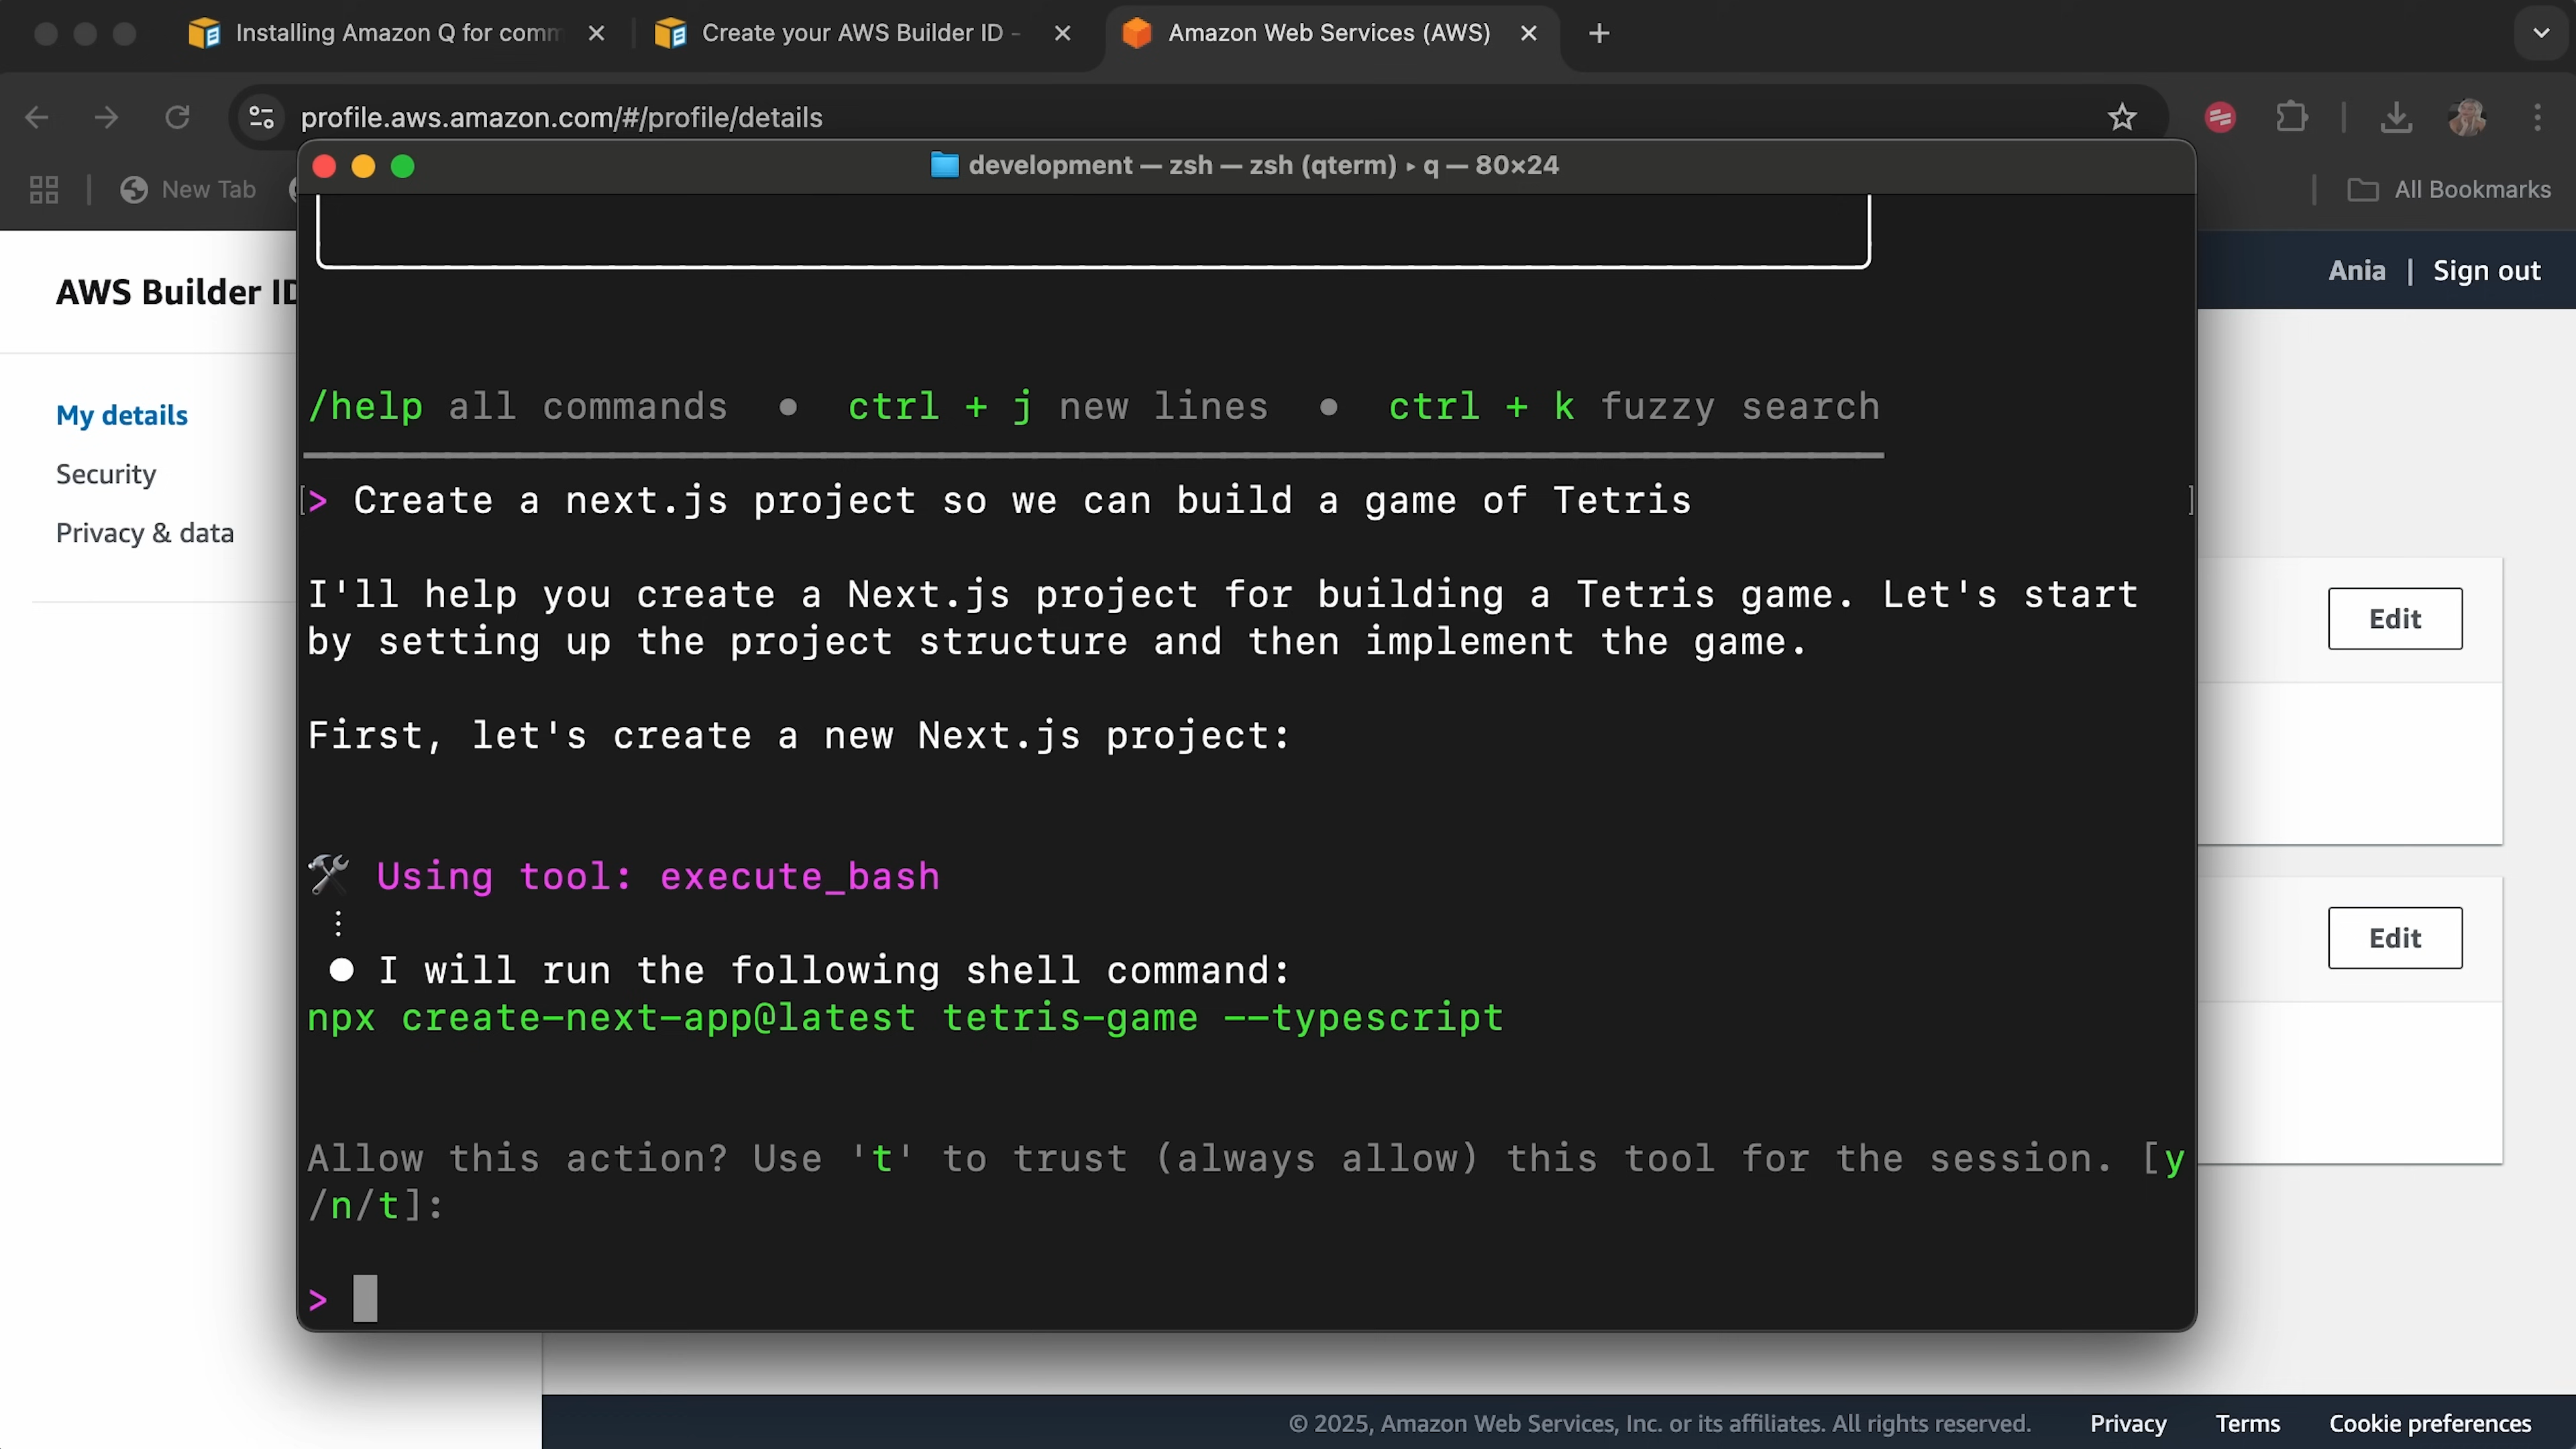 Installing Amazon Q for comm
Create your AWS Builder ID -
Amazon Web Services (AWS)
profile.aws.amazon.com/#/profile/details
development — zsh — zsh (qterm) ▸ q — 80×24
New Tab
All Bookmarks
AWS Builder ID
Ania | Sign out
My details
Security
Privacy & data
/help all commands • ctrl + j new lines • ctrl + k fuzzy search
[> Create a next.js project so we can build a game of Tetris ]
I'll help you create a Next.js project for building a Tetris game. Let's start
by setting up the project structure and then implement the game.
First, let's create a new Next.js project:
🛠️ Using tool: execute_bash
⋮
● I will run the following shell command:
npx create-next-app@latest tetris-game --typescript
Allow this action? Use 't' to trust (always allow) this tool for the session. [y
/n/t]:
>
Edit
Edit
© 2025, Amazon Web Services, Inc. or its affiliates. All rights reserved. Privacy Terms Cookie preferences